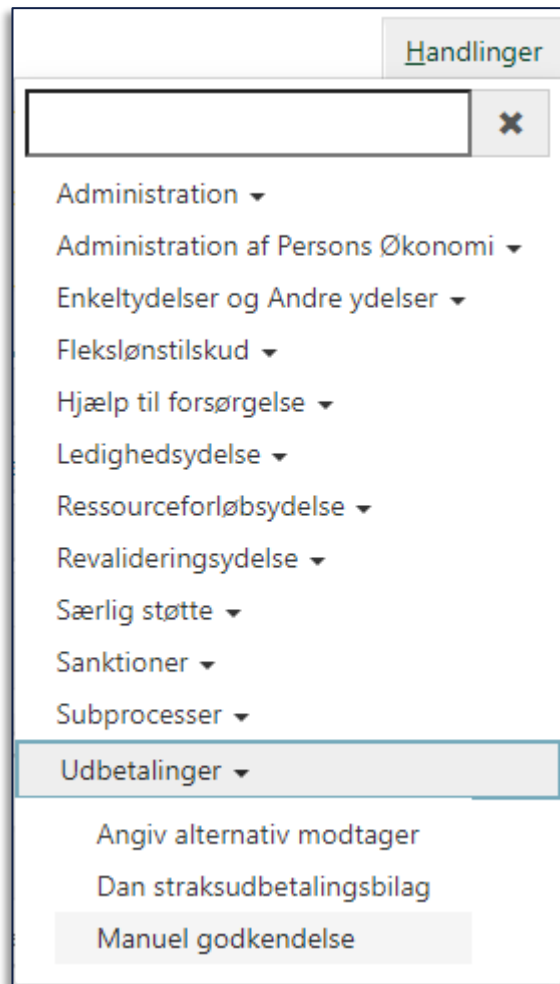 Handlinger
Administration
Administration af Persons Økonomi
Enkeltydelser og Andre ydelser
Flekslønstilskud
Hjælp til forsørgelse
Ledighedsydelse
Ressourceforløbsydelse
Revalideringsydelse
Særlig støtte
Sanktioner
Subprocesser
Udbetalinger
Angiv alternativ modtager
Dan straksudbetalingsbilag
Manuel godkendelse